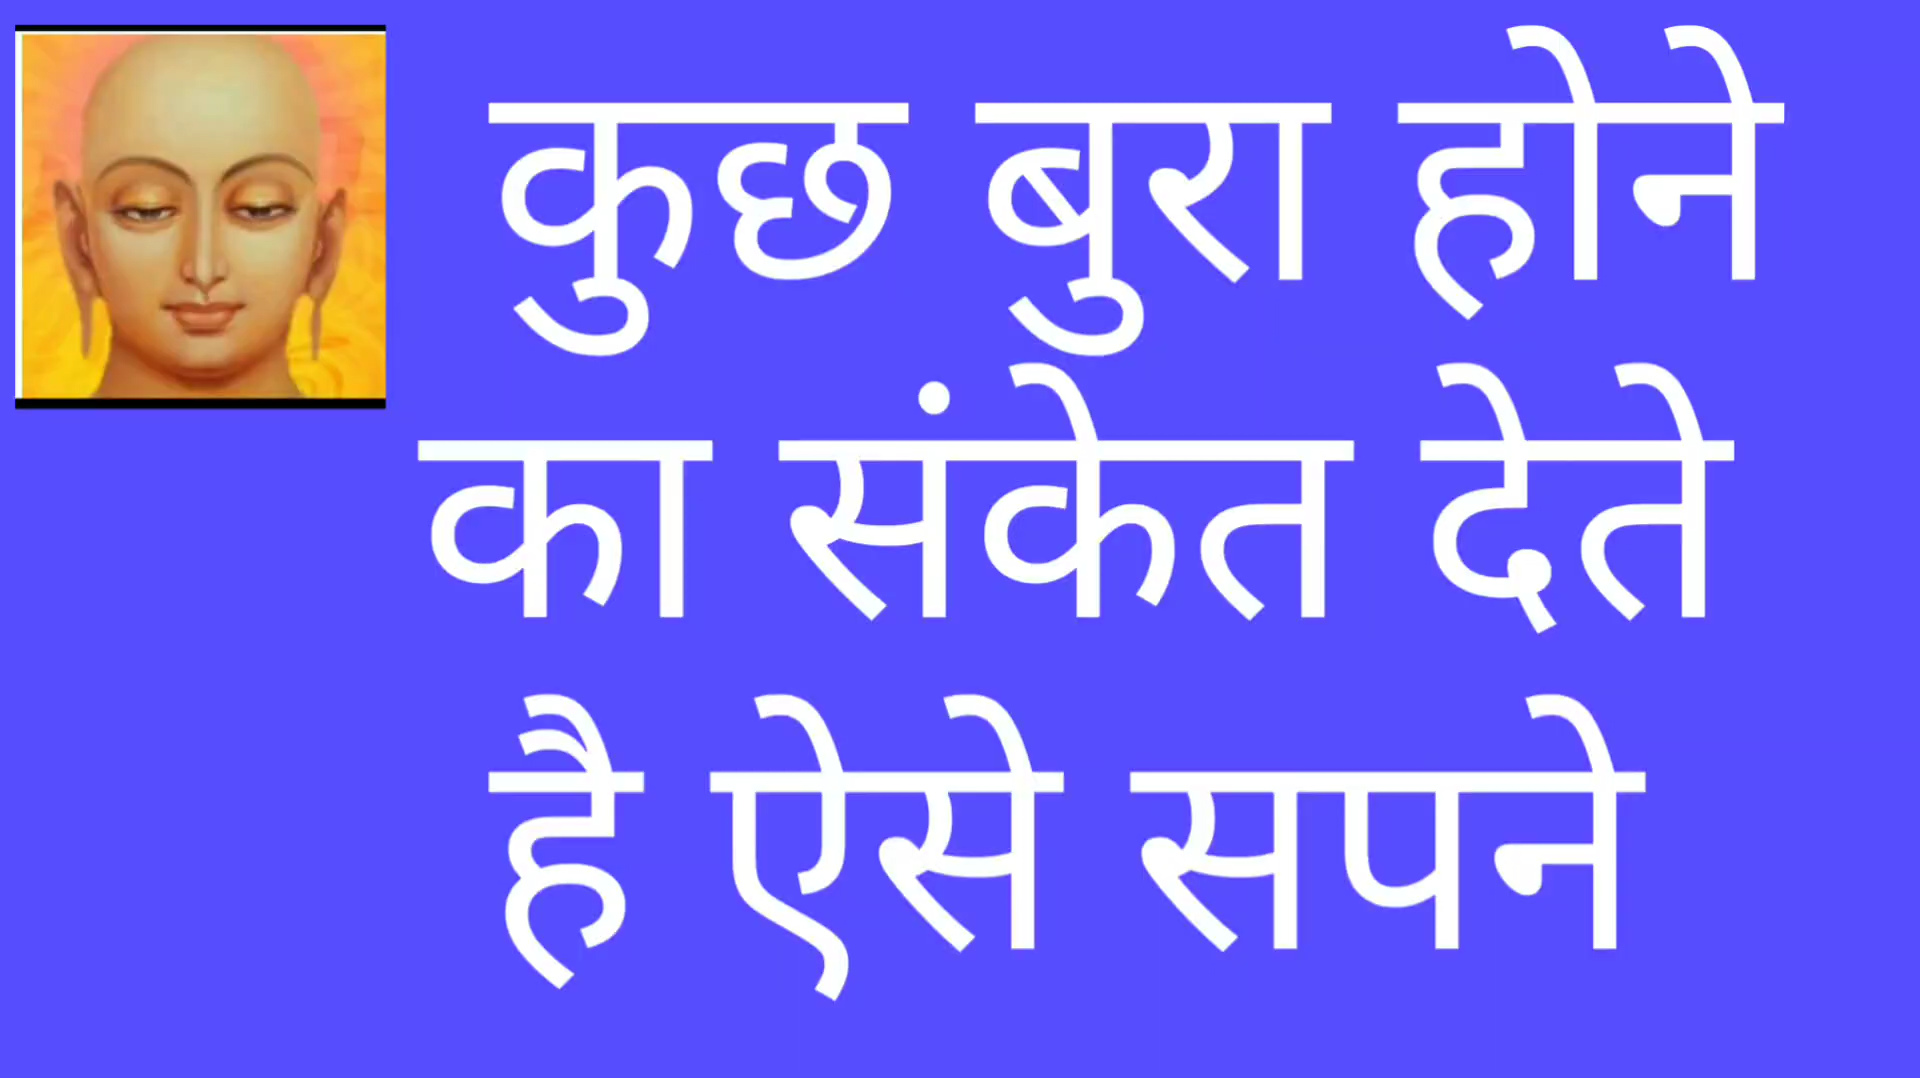 कुछ बुरा होने
का संकेत देते
है ऐसे सपने